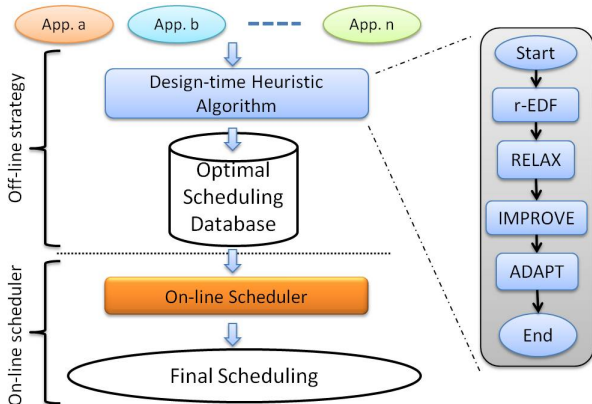 App. a
App. b
App. n
Design-time Heuristic
Algorithm
Optimal
Scheduling
Database
On-line Scheduler
Final Scheduling
Off-line strategy
On-line scheduler
Start
r-EDF
RELAX
IMPROVE
ADAPT
End